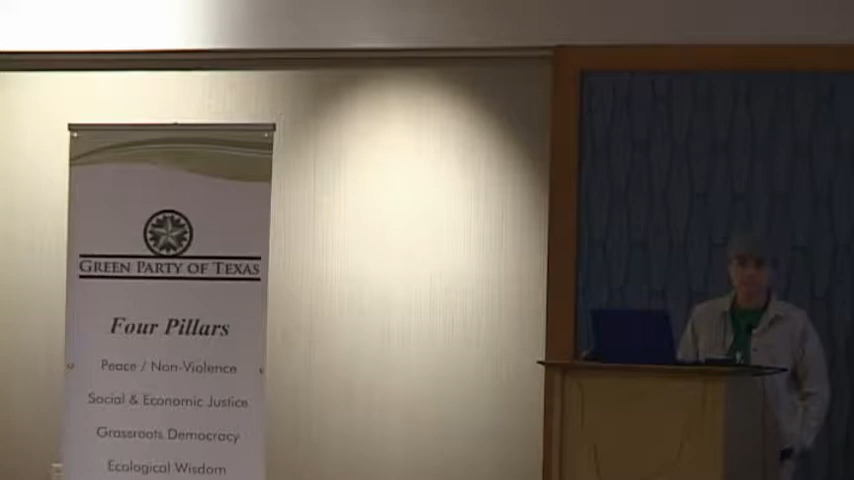 GREEN PARTY OF TEXAS
Four Pillars
Peace / Non-Violence
Social & Economic Justice
Grassroots Democracy
Ecological Wisdom